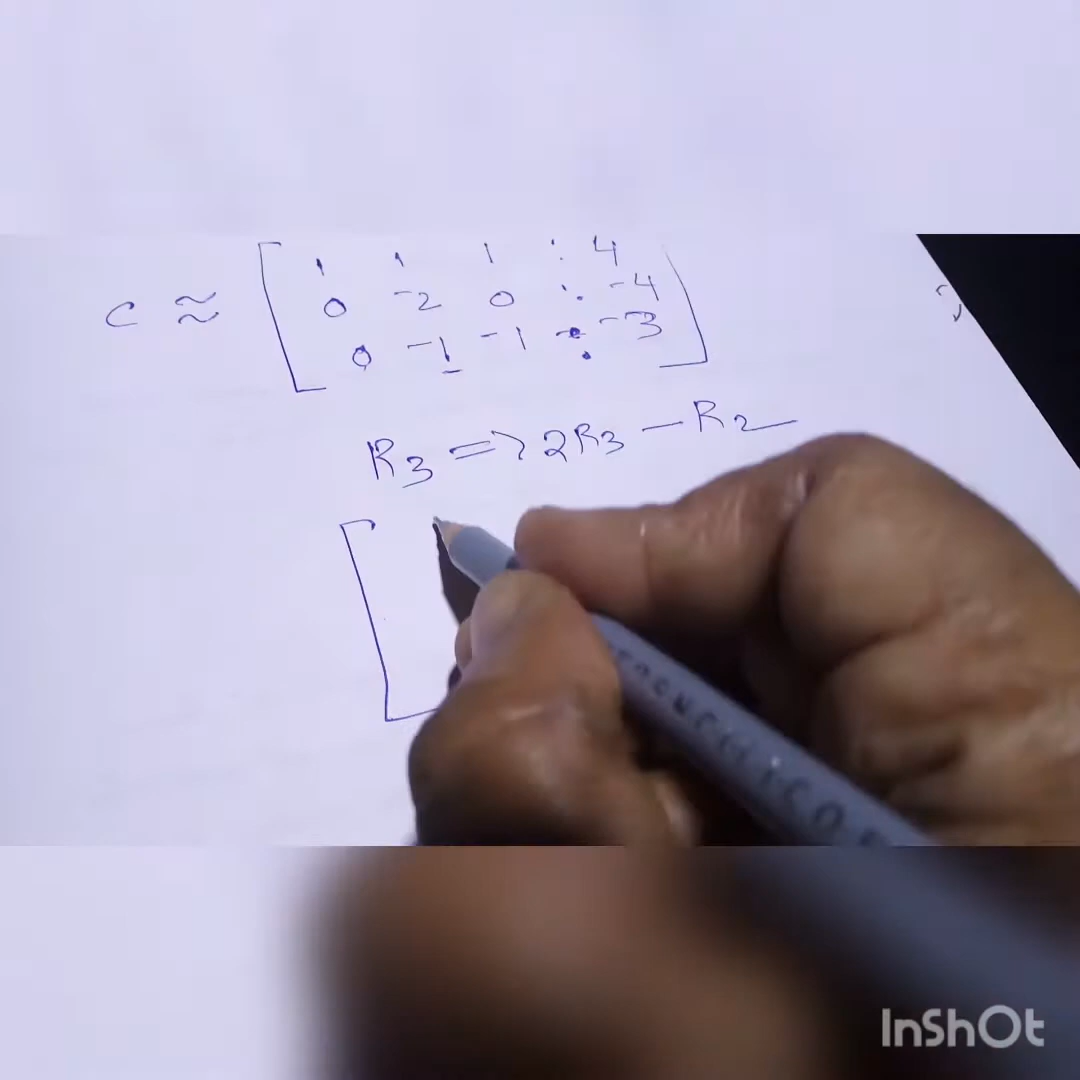 1 1 1 : 4
C ≈ 0 -2 0 : -4
0 -1 -1 : -3
R3 => 2R3 - R2
InShOt